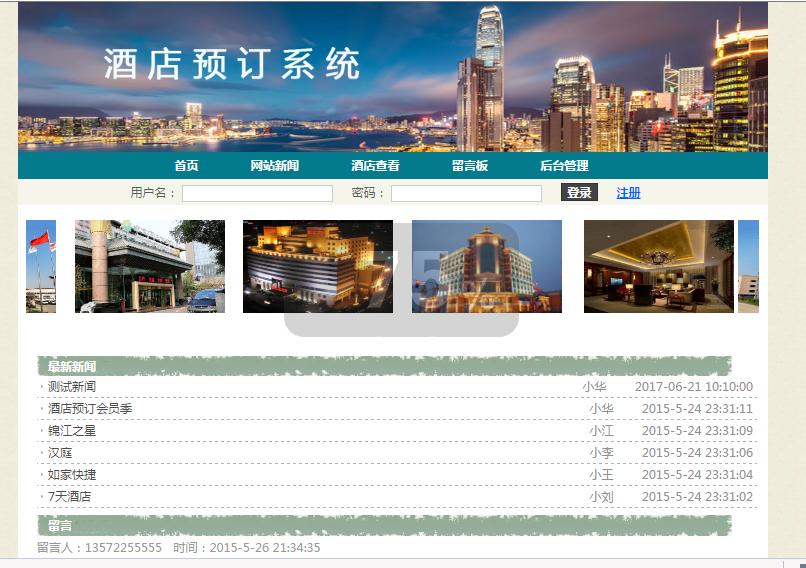 酒店预订系统
首页 网站新闻 酒店查看 留言板 后台管理
用户名： 密码： 登录 注册
75
最新新闻
测试新闻 小华 2017-06-21 10:10:00
酒店预订会员季 小华 2015-5-24 23:31:11
锦江之星 小江 2015-5-24 23:31:09
汉庭 小李 2015-5-24 23:31:06
如家快捷 小王 2015-5-24 23:31:04
7天酒店 小刘 2015-5-24 23:31:02
留言
留言人：13572255555 时间：2015-5-26 21:34:35